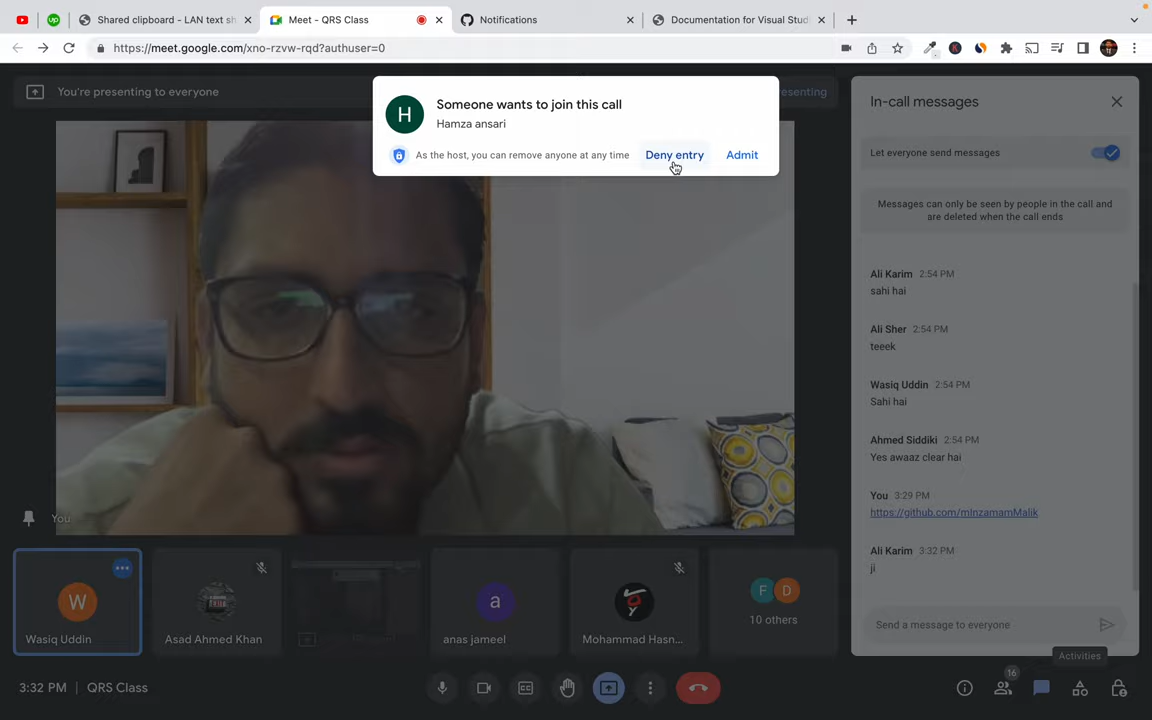 Shared clipboard - LAN text sh
Meet - QRS Class
Notifications
Documentation for Visual Stud
https://meet.google.com/xno-rzvw-rqd?authuser=0
You're presenting to everyone
H
Someone wants to join this call
Hamza ansari
As the host, you can remove anyone at any time
Deny entry
Admit
In-call messages
Let everyone send messages
Messages can only be seen by people in the call and
are deleted when the call ends
Ali Karim 2:54 PM
sahi hai
Ali Sher 2:54 PM
teeek
Wasiq Uddin 2:54 PM
Sahi hai
Ahmed Siddiki 2:54 PM
Yes awaaz clear hai
You 3:29 PM
https://github.com/mInzamamMalik
Ali Karim 3:32 PM
ji
Send a message to everyone
You
W
Wasiq Uddin
Asad Ahmed Khan
a
anas jameel
Mohammad Hasn...
F D
10 others
Activities
3:32 PM | QRS Class
16